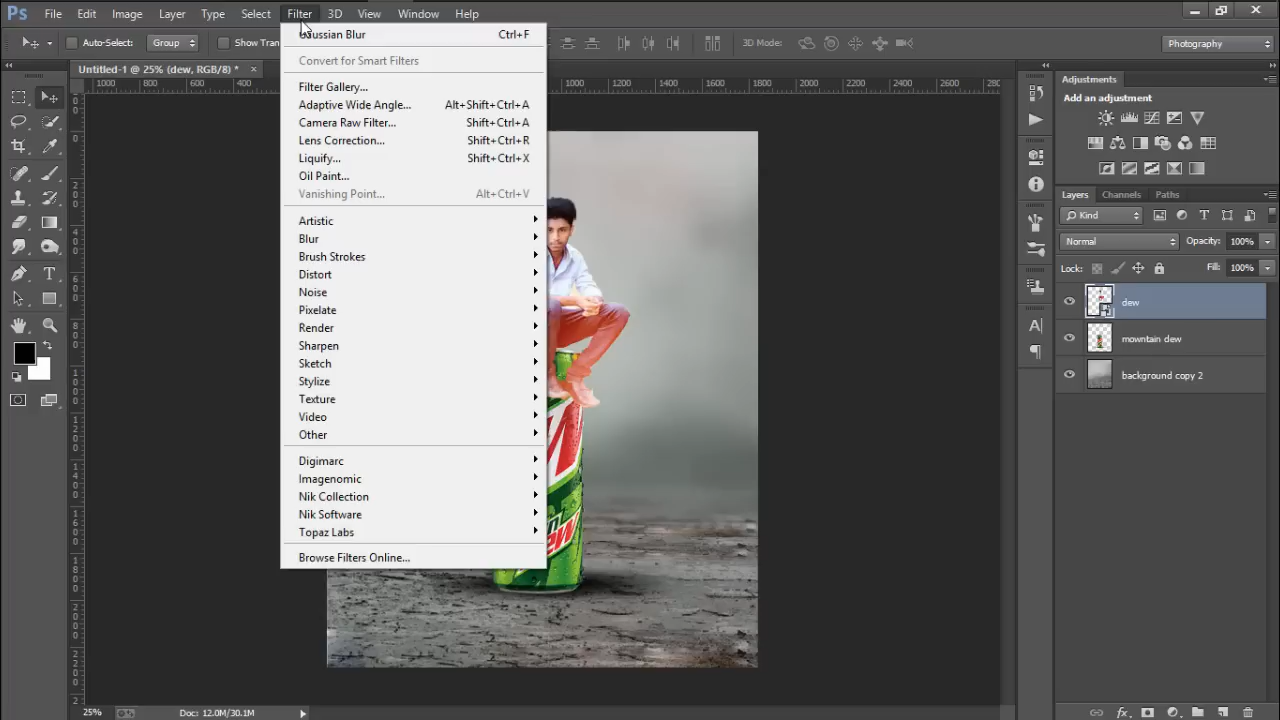 Ps File Edit Image Layer Type Select Filter 3D View Window Help
Auto-Select: Group Show Tran 3D Mode: Photography
Untitled-1 @ 25% (dew, RGB/8) * ×
1000 800 600 400 1000 1200 1400 1600 1800 2000 2200 2400 2600
Gaussian Blur Ctrl+F
Convert for Smart Filters
Filter Gallery...
Adaptive Wide Angle... Alt+Shift+Ctrl+A
Camera Raw Filter... Shift+Ctrl+A
Lens Correction... Shift+Ctrl+R
Liquify... Shift+Ctrl+X
Oil Paint...
Vanishing Point... Alt+Ctrl+V
Artistic
Blur
Brush Strokes
Distort
Noise
Pixelate
Render
Sharpen
Sketch
Stylize
Texture
Video
Other
Digimarc
Imagenomic
Nik Collection
Nik Software
Topaz Labs
Browse Filters Online...
Adjustments
Add an adjustment
Layers Channels Paths
Kind
Normal Opacity: 100%
Lock: Fill: 100%
dew
mowntain dew
background copy 2
25% Doc: 12.0M/30.1M